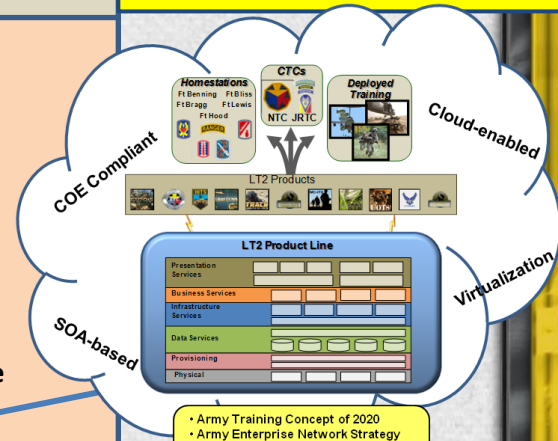 Homestations
Ft Benning Ft Bliss
Ft Bragg Ft Lewis
Ft Hood
RANGER
CTCs
NTC JRTC
Deployed
Training
COE Compliant
Cloud-enabled
LT2 Products
LT2 Product Line
Presentation
Services
Business Services
Infrastructure
Services
Data Services
Provisioning
Physical
SOA-based
Virtualization
e
• Army Training Concept of 2020
• Army Enterprise Network Strategy